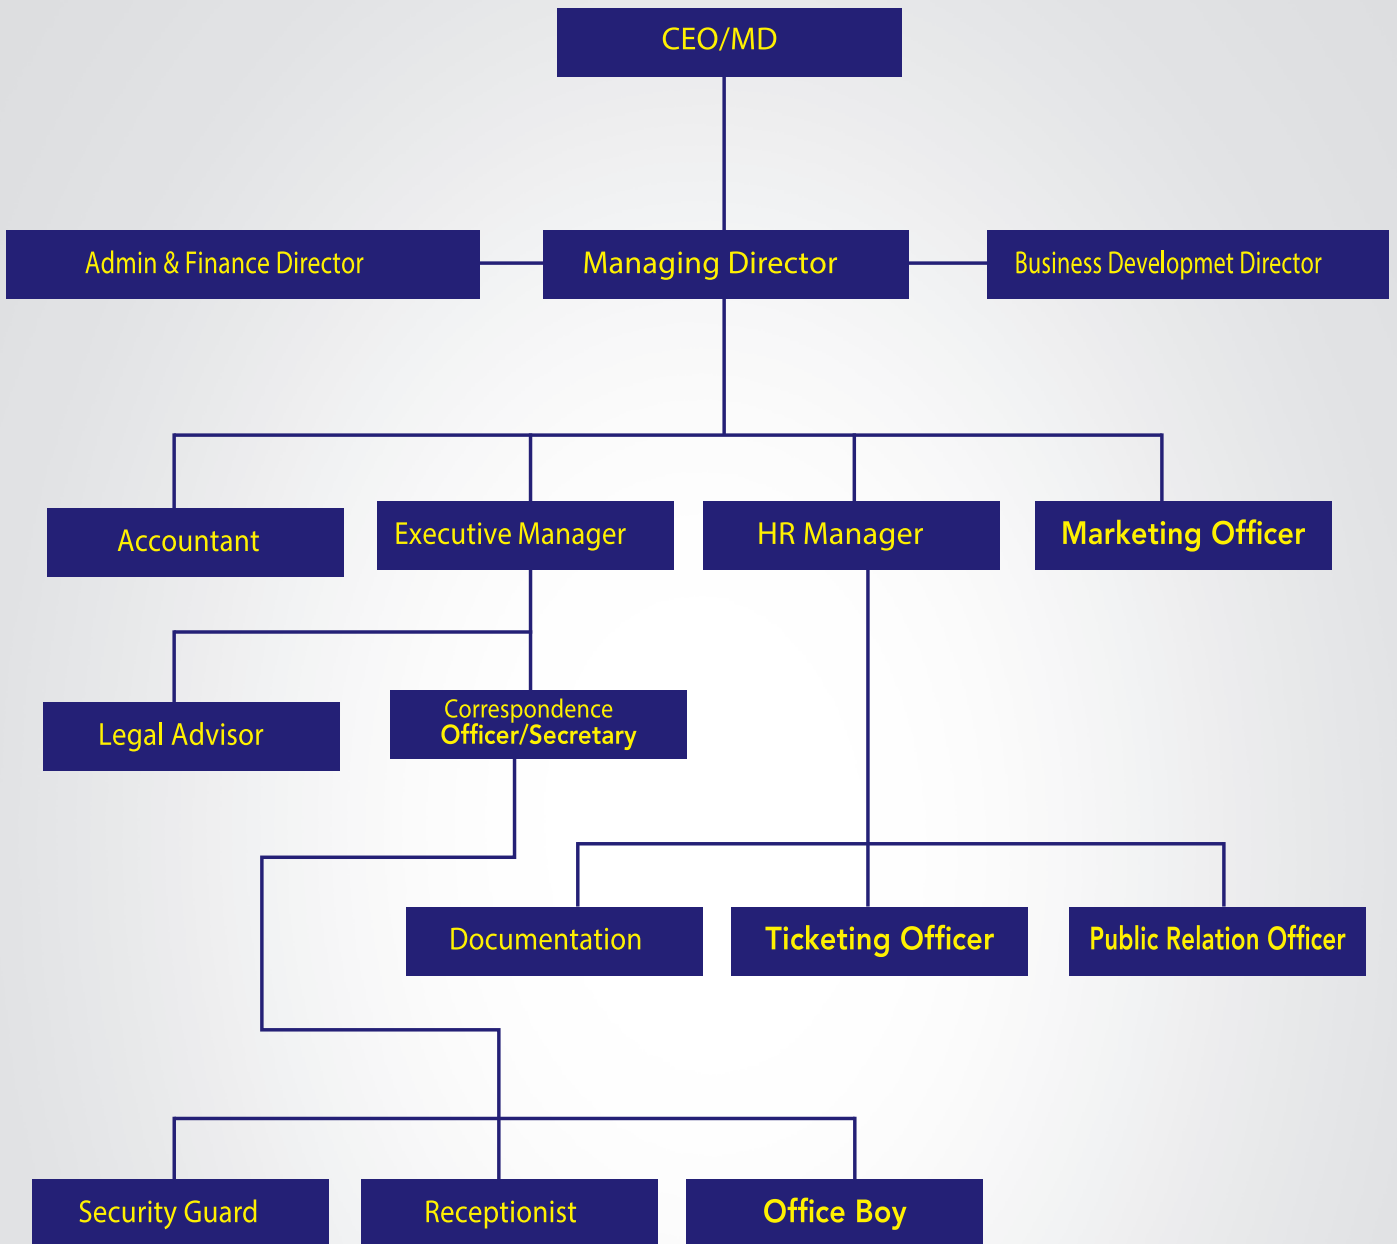 CEO/MD
Admin & Finance Director
Managing Director
Business Developmet Director
Accountant
Executive Manager
HR Manager
Marketing Officer
Legal Advisor
Correspondence
Officer/Secretary
Documentation
Ticketing Officer
Public Relation Officer
Security Guard
Receptionist
Office Boy